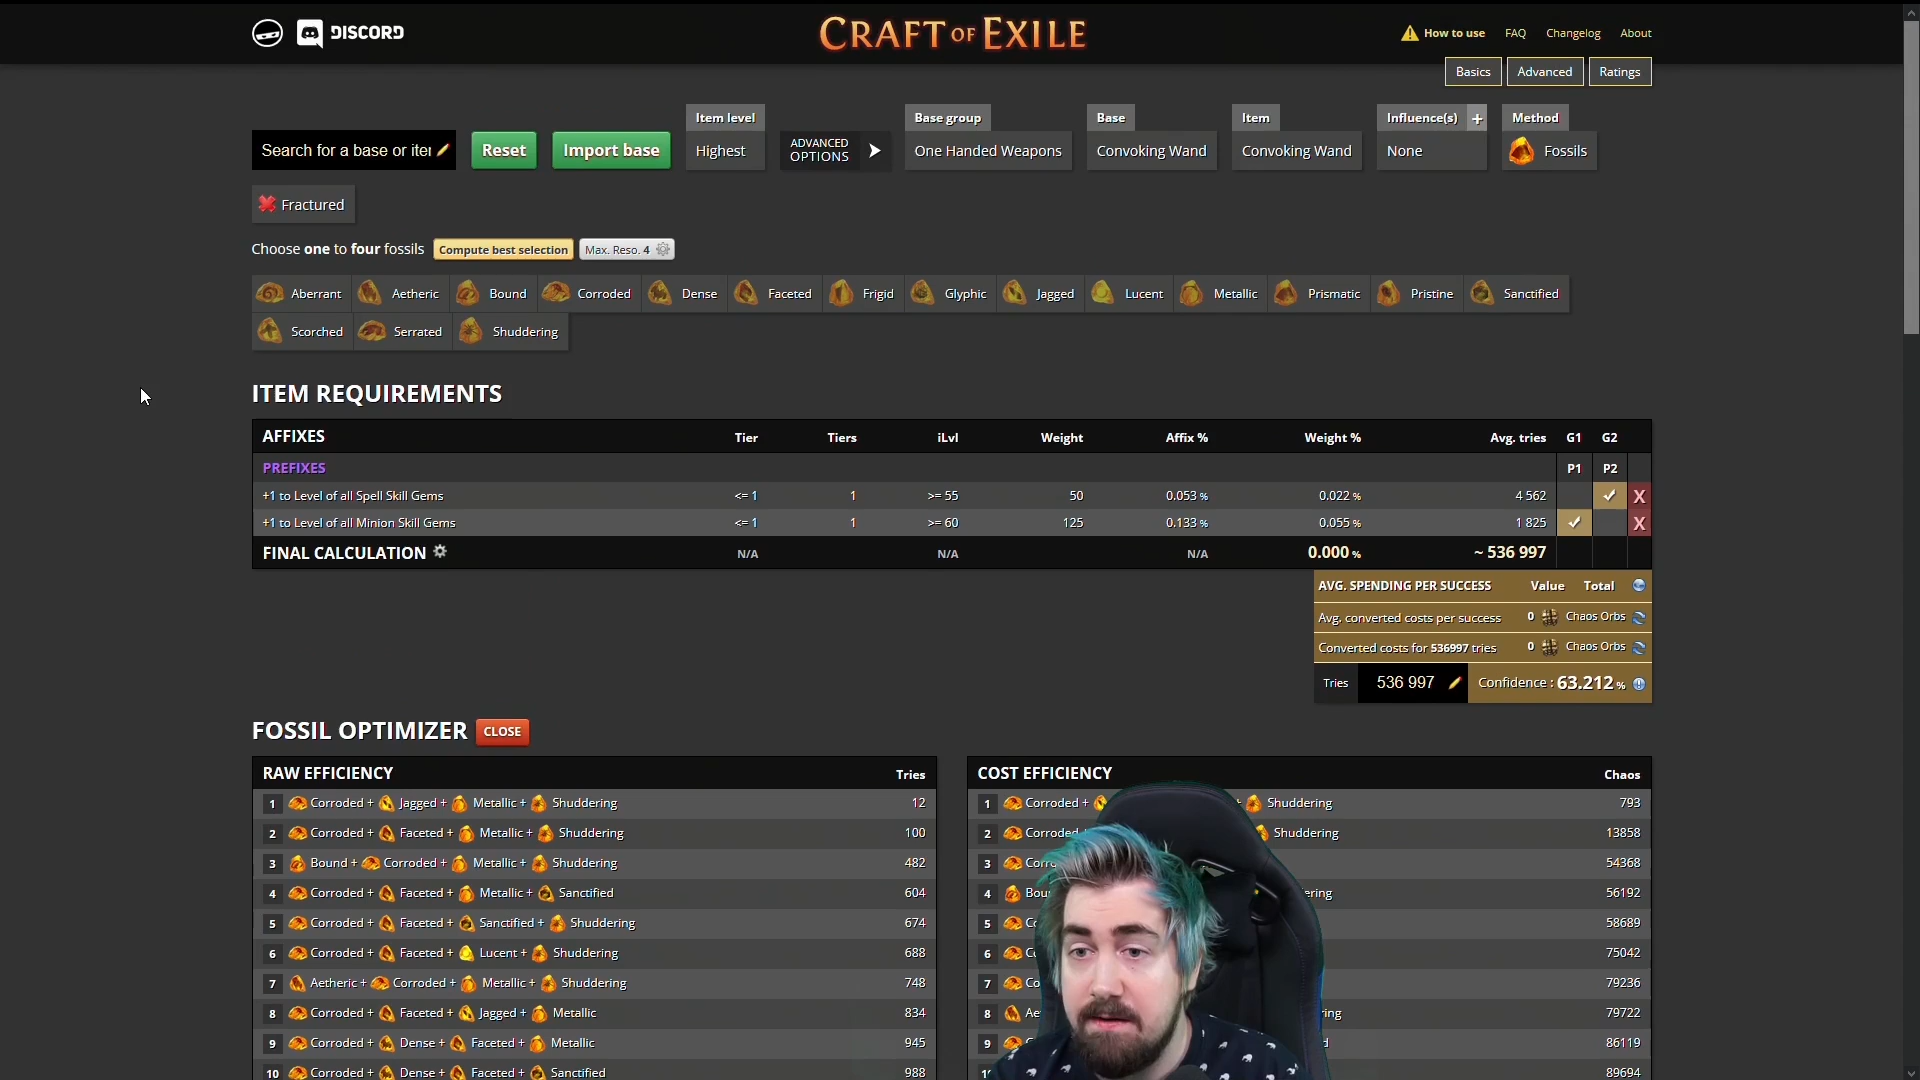 DISCORD
CRAFT OF EXILE
How to use FAQ Changelog About
Basics Advanced Ratings
Search for a base or iter
Reset
Import base
Item level
Highest
ADVANCED OPTIONS
Base group
One Handed Weapons
Base
Convoking Wand
Item
Convoking Wand
Influence(s) +
None
Method
Fossils
Fractured
Choose one to four fossils Compute best selection Max. Reso. 4
Aberrant Aetheric Bound Corroded Dense Faceted Frigid Glyphic Jagged Lucent Metallic Prismatic Pristine Sanctified
Scorched Serrated Shuddering
ITEM REQUIREMENTS
AFFIXES Tier Tiers iLvl Weight Affix % Weight % Avg. tries G1 G2
PREFIXES P1 P2
+1 to Level of all Spell Skill Gems <= 1 1 >= 55 50 0.053 % 0.022 % 4 562 X
+1 to Level of all Minion Skill Gems <= 1 1 >= 60 125 0.133 % 0.055 % 1 825 X
FINAL CALCULATION N/A N/A N/A 0.000 % ~ 536 997
AVG. SPENDING PER SUCCESS Value Total
Avg. converted costs per success 0 Chaos Orbs
Converted costs for 536997 tries 0 Chaos Orbs
Tries 536 997 Confidence : 63.212 %
FOSSIL OPTIMIZER CLOSE
RAW EFFICIENCY Tries
1 Corroded + Jagged + Metallic + Shuddering 12
2 Corroded + Faceted + Metallic + Shuddering 100
3 Bound + Corroded + Metallic + Shuddering 482
4 Corroded + Faceted + Metallic + Sanctified 604
5 Corroded + Faceted + Sanctified + Shuddering 674
6 Corroded + Faceted + Lucent + Shuddering 688
7 Aetheric + Corroded + Metallic + Shuddering 748
8 Corroded + Faceted + Jagged + Metallic 834
9 Corroded + Dense + Faceted + Metallic 945
10 Corroded + Dense + Faceted + Sanctified 988
COST EFFICIENCY Chaos
1 Corroded + + Shuddering 793
2 Corroded Shuddering 13858
3 54368
4 56192
5 58689
6 75042
7 79236
8 79722
9 86119
89694